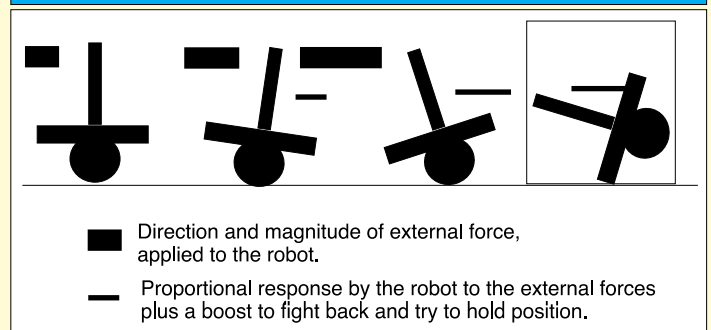 Direction and magnitude of external force,
applied to the robot.
Proportional response by the robot to the external forces
plus a boost to fight back and try to hold position.